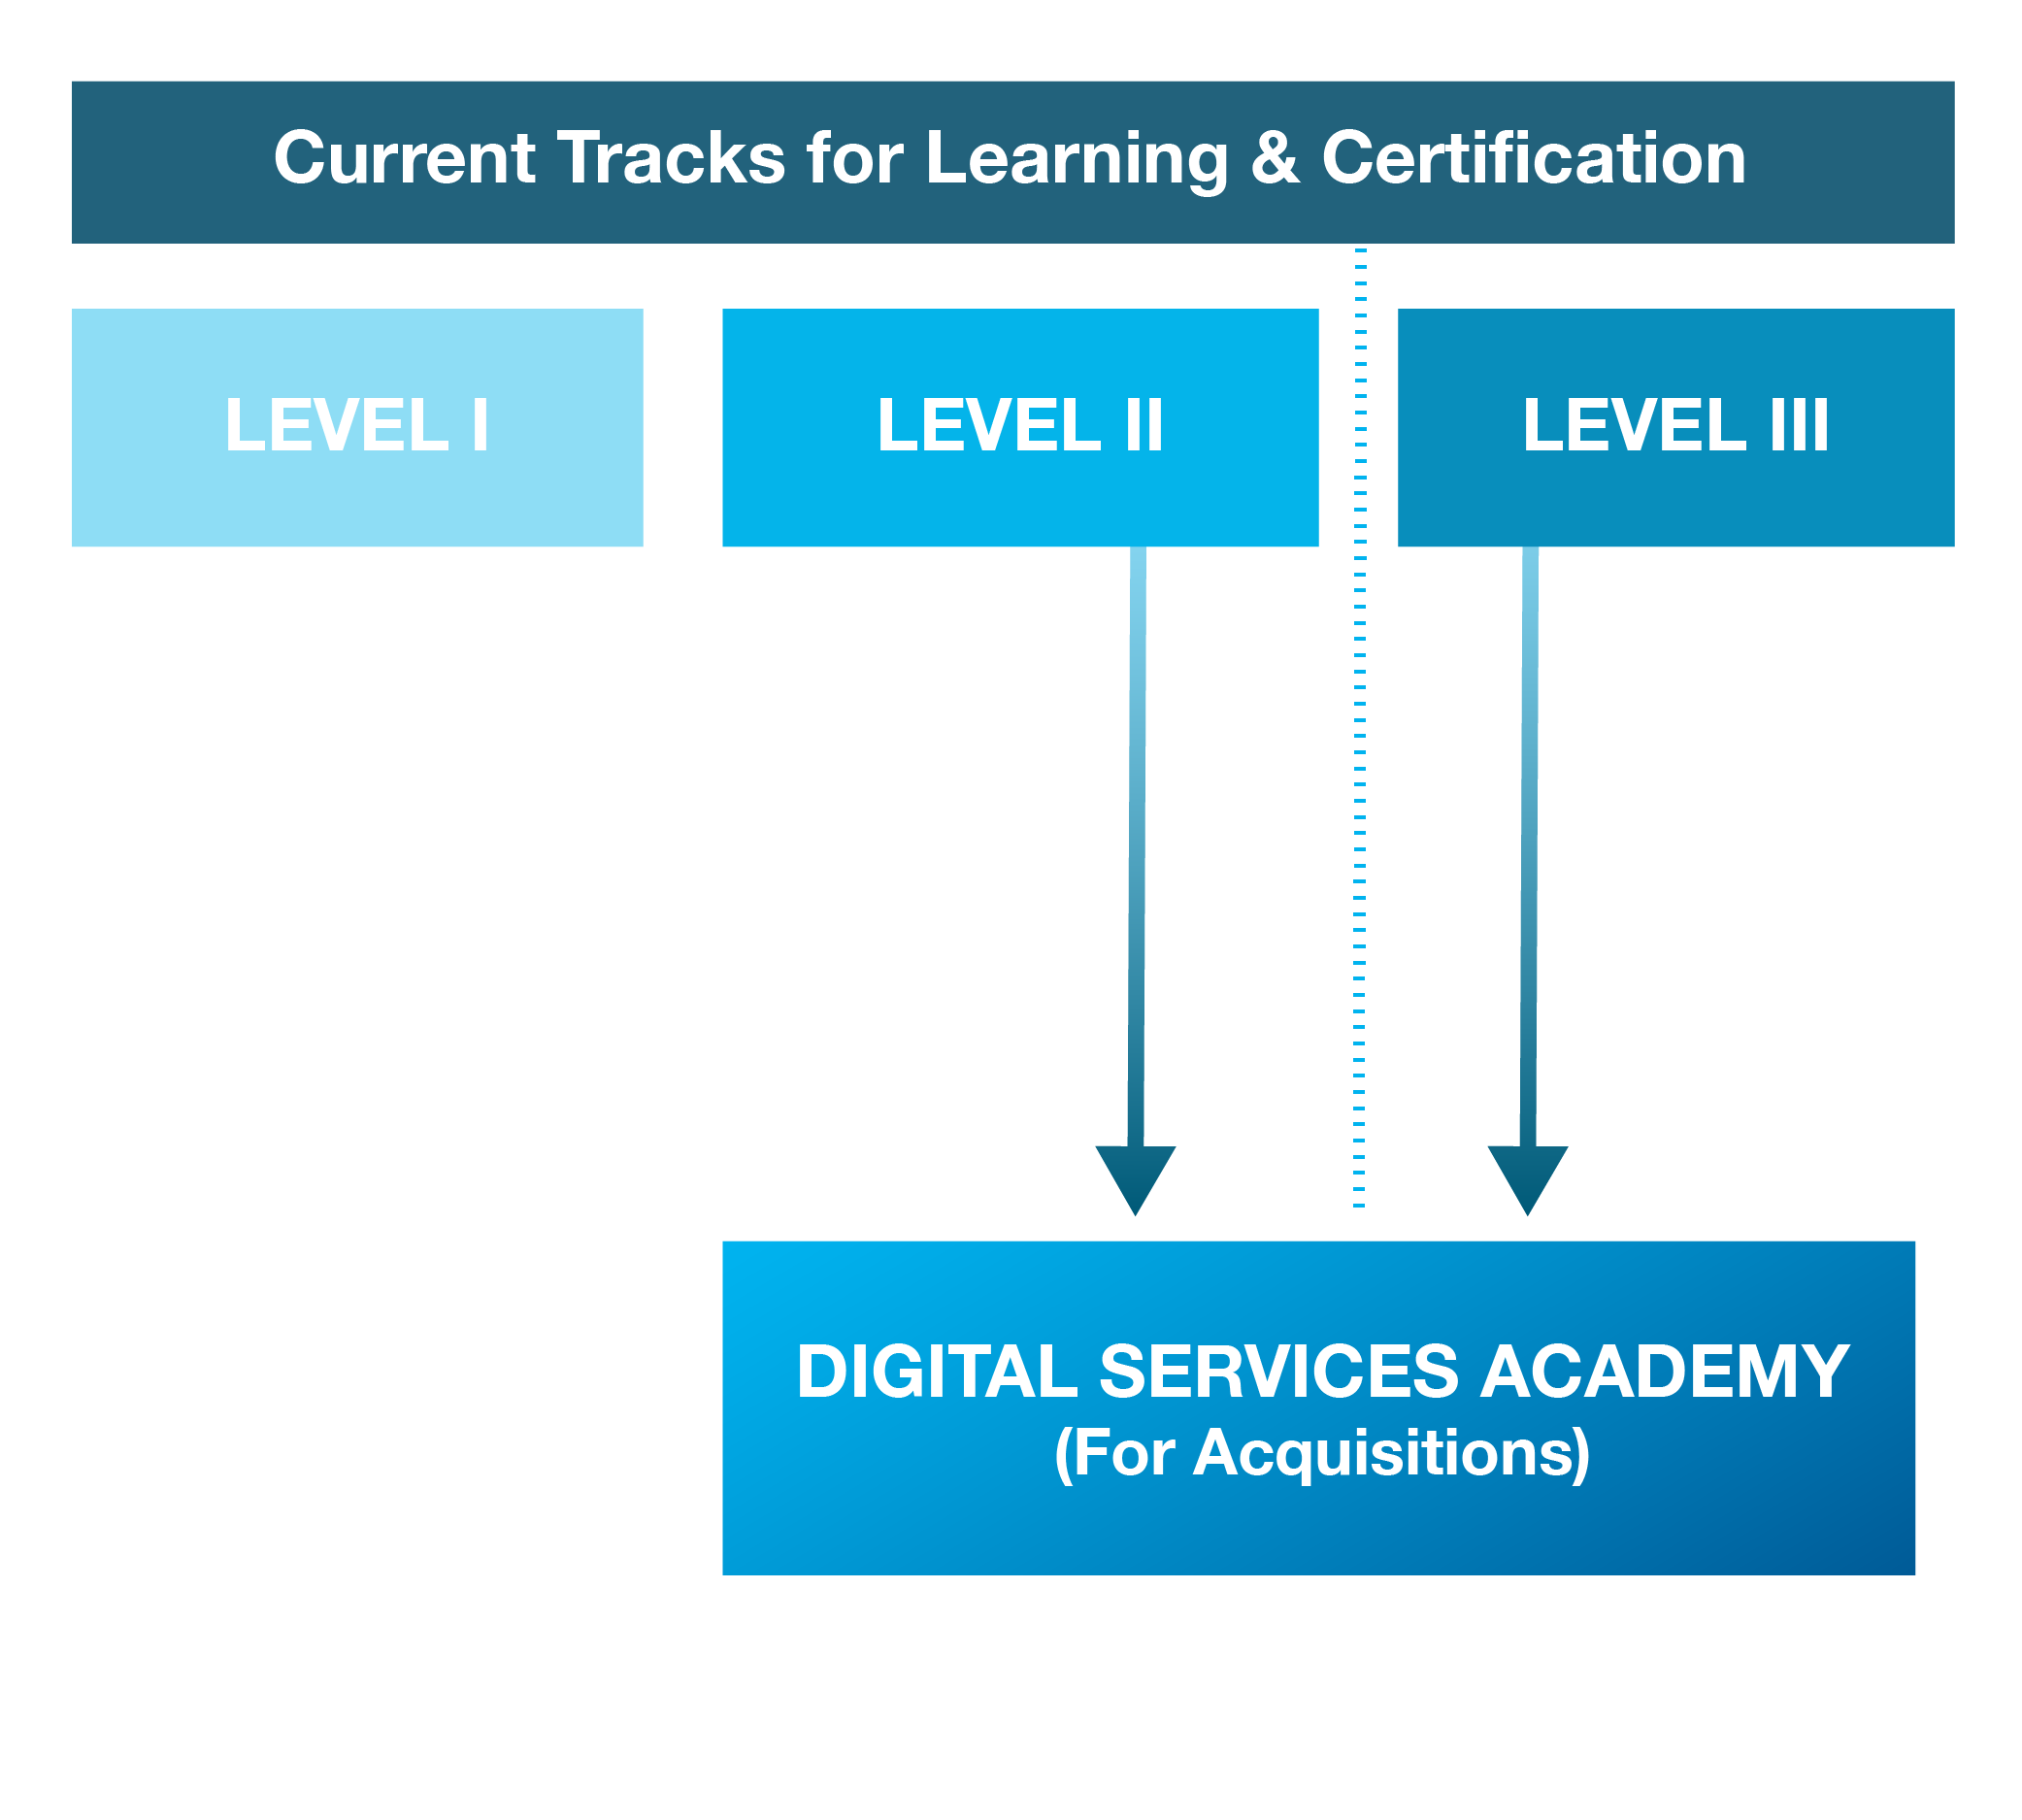 Current Tracks for Learning & Certification
LEVEL I
LEVEL II
LEVEL III
DIGITAL SERVICES ACADEMY
(For Acquisitions)